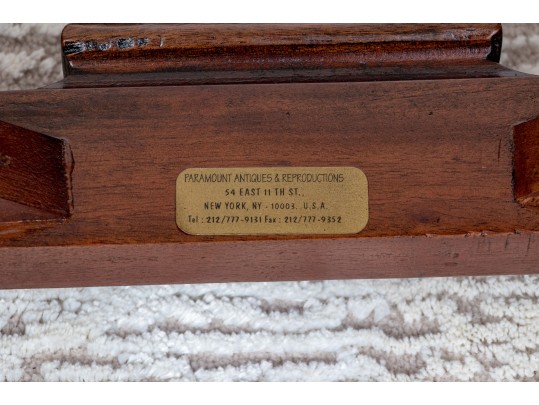 PARAMOUNT ANTIQUES & REPRODUCTIONS
54 EAST 11 TH ST.,
NEW YORK, NY - 10003. U.S.A.
Tel : 212/777-9131 Fax : 212/777-9352